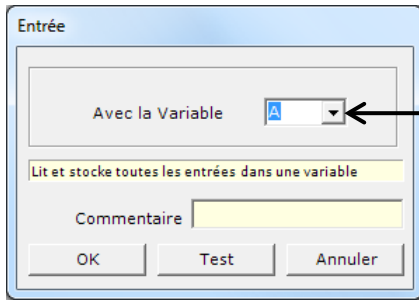 Entrée
Avec la Variable A
Lit et stocke toutes les entrées dans une variable
Commentaire
OK Test Annuler